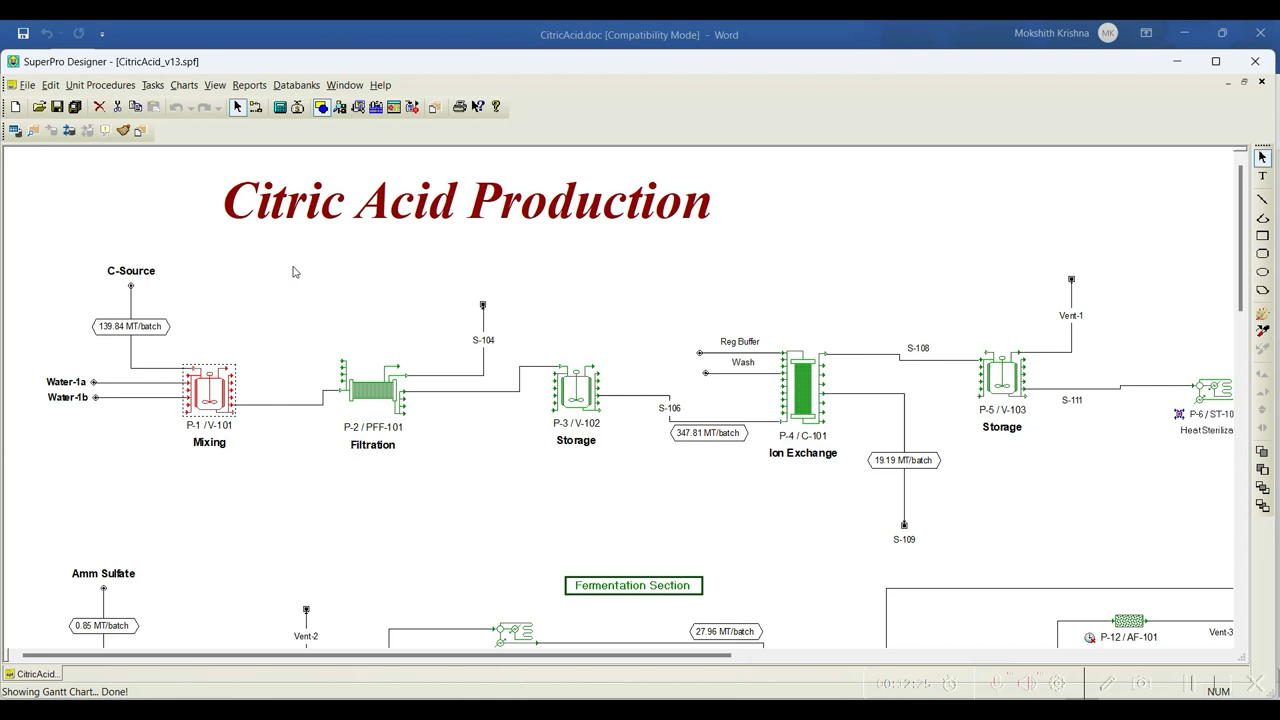 CitricAcid.doc [Compatibility Mode] – Word
Mokshith Krishna
MK
SuperPro Designer - [CitricAcid_v13.spf]
File Edit Unit Procedures Tasks Charts View Reports Databanks Window Help
Citric Acid Production
C-Source
139.84 MT/batch
Water-1a
Water-1b
P-1 / V-101
Mixing
P-2 / PFF-101
Filtration
S-104
P-3 / V-102
Storage
S-106
347.81 MT/batch
Reg Buffer
Wash
P-4 / C-101
Ion Exchange
S-108
19.19 MT/batch
S-109
Vent-1
P-5 / V-103
Storage
S-111
P-6 / ST-10
Heat Steriliza
Amm Sulfate
0.85 MT/batch
Vent-2
Fermentation Section
27.96 MT/batch
P-12 / AF-101
Vent-3
CitricAcid...
Showing Gantt Chart... Done!
NUM